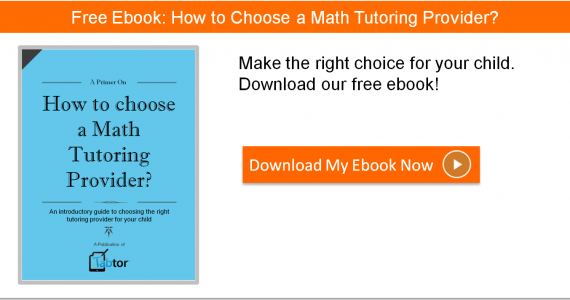 Free Ebook: How to Choose a Math Tutoring Provider?
Make the right choice for your child.
Download our free ebook!
Download My Ebook Now
A Primer On
How to choose
a Math
Tutoring
Provider?
An introductory guide to choosing the right
tutoring provider for your child
A Publication of
Tabtor